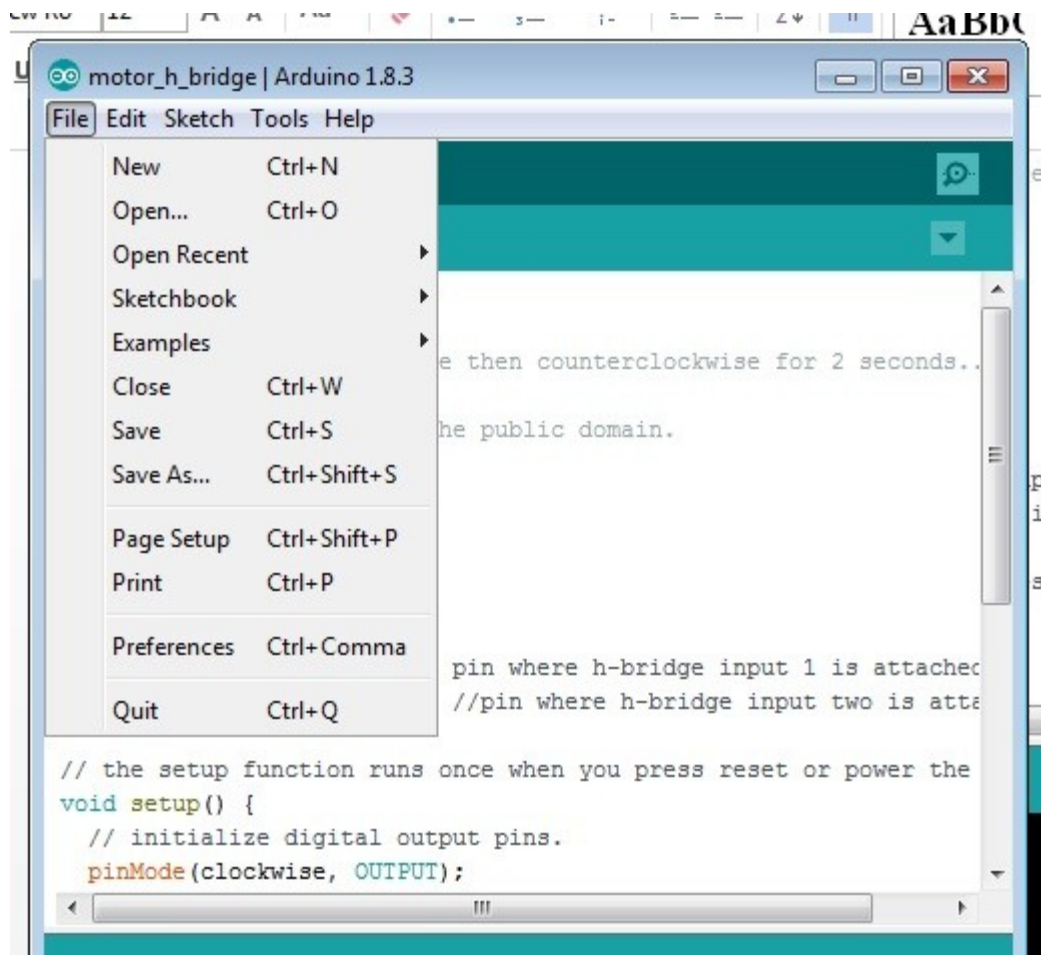 12
AaBb
motor_h_bridge | Arduino 1.8.3
File Edit Sketch Tools Help
New Ctrl+N
Open... Ctrl+O
Open Recent
Sketchbook
Examples
e then counterclockwise for 2 seconds..
Close Ctrl+W
Save Ctrl+S
he public domain.
Save As... Ctrl+Shift+S
Page Setup Ctrl+Shift+P
Print Ctrl+P
Preferences Ctrl+Comma
pin where h-bridge input 1 is attached
//pin where h-bridge input two is atta
Quit Ctrl+Q
// the setup function runs once when you press reset or power the
void setup() {
// initialize digital output pins.
pinMode(clockwise, OUTPUT);